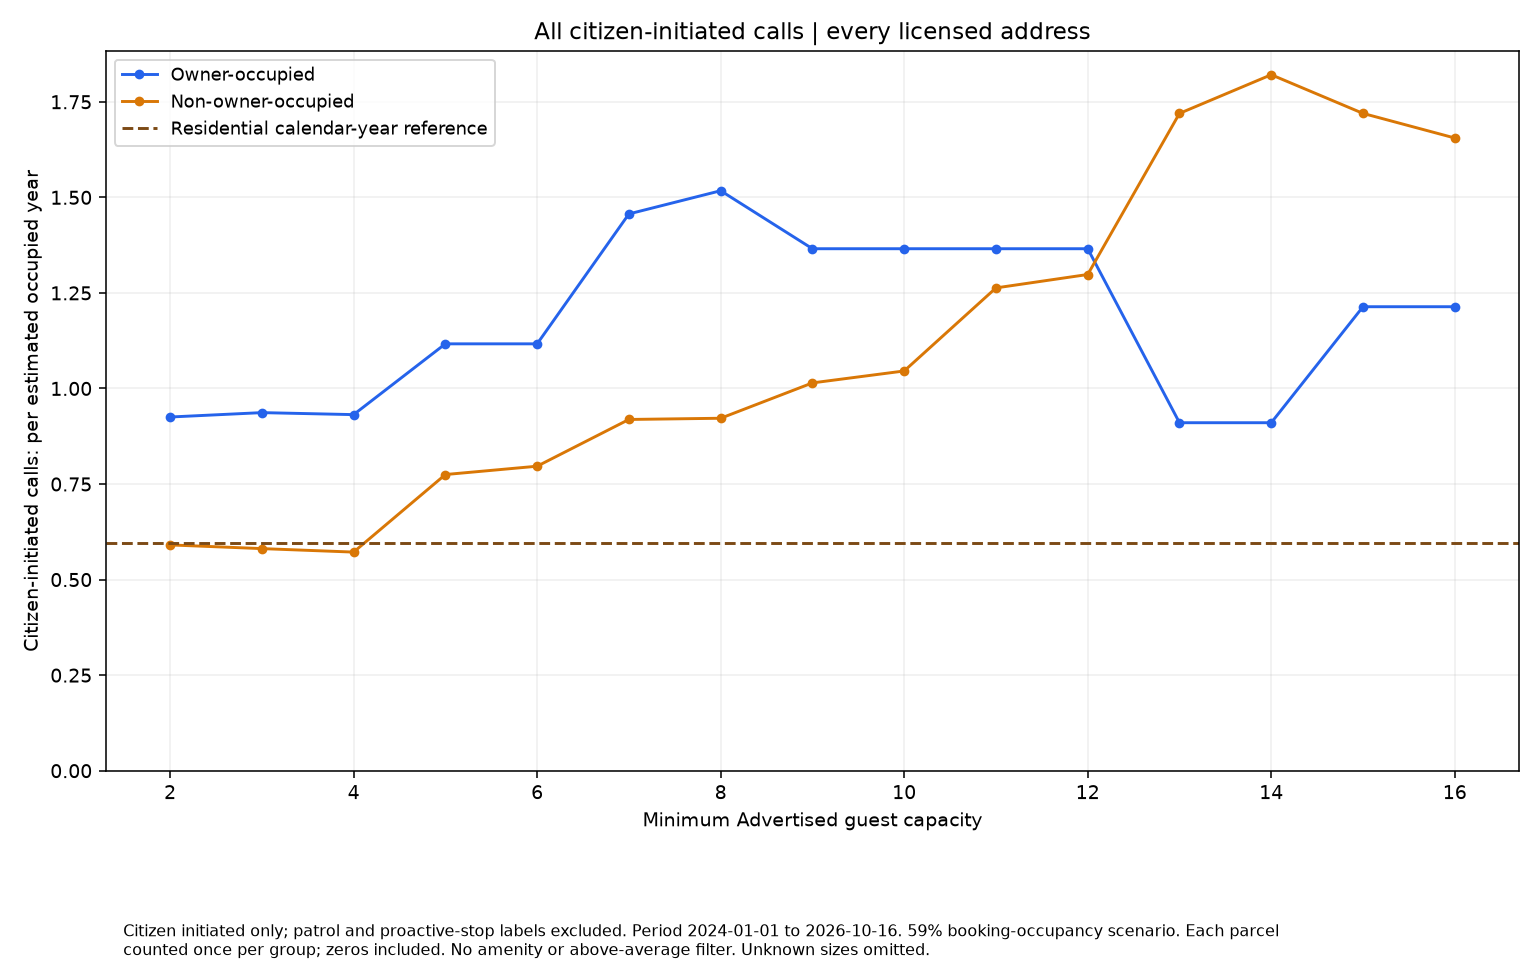 All citizen-initiated calls | every licensed address
Owner-occupied
Non-owner-occupied
Residential calendar-year reference
Citizen-initiated calls: per estimated occupied year
1.75
1.50
1.25
1.00
0.75
0.50
0.25
0.00
2 4 6 8 10 12 14 16
Minimum Advertised guest capacity
Citizen initiated only; patrol and proactive-stop labels excluded. Period 2024-01-01 to 2026-10-16. 59% booking-occupancy scenario. Each parcel
counted once per group; zeros included. No amenity or above-average filter. Unknown sizes omitted.